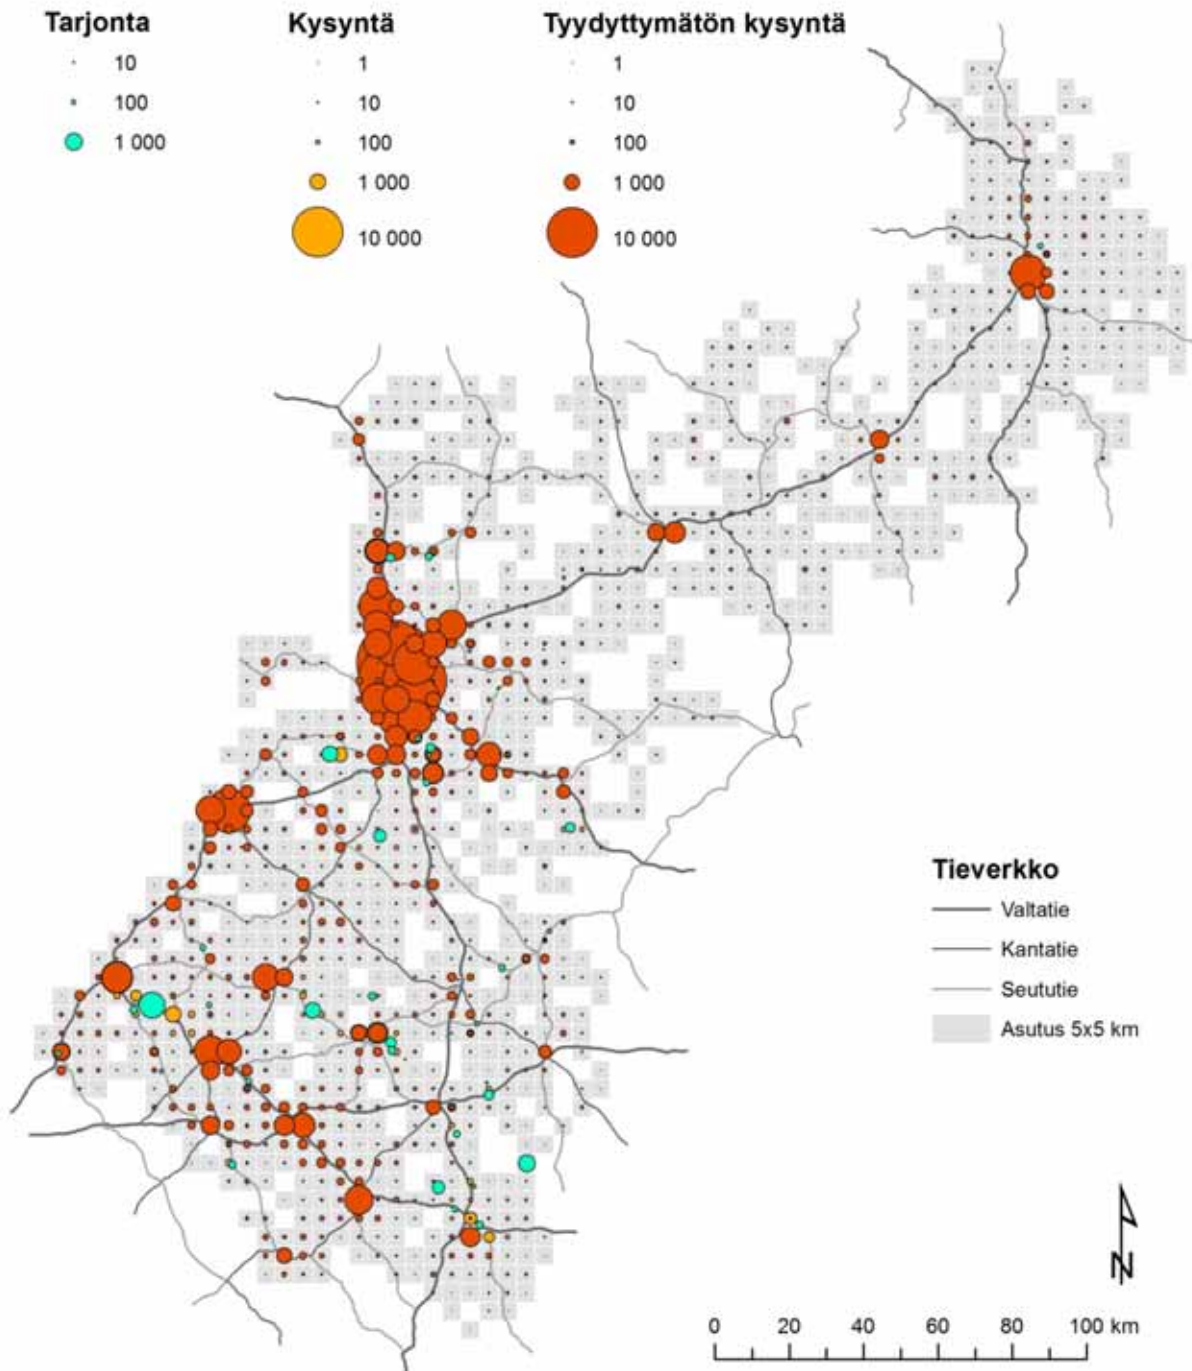 Tarjonta
10
100
1 000
Kysyntä
1
10
100
1 000
10 000
Tyydyttymätön kysyntä
1
10
100
1 000
10 000
Tieverkko
Valtatie
Kantatie
Seututie
Asutus 5x5 km
N
0 20 40 60 80 100 km